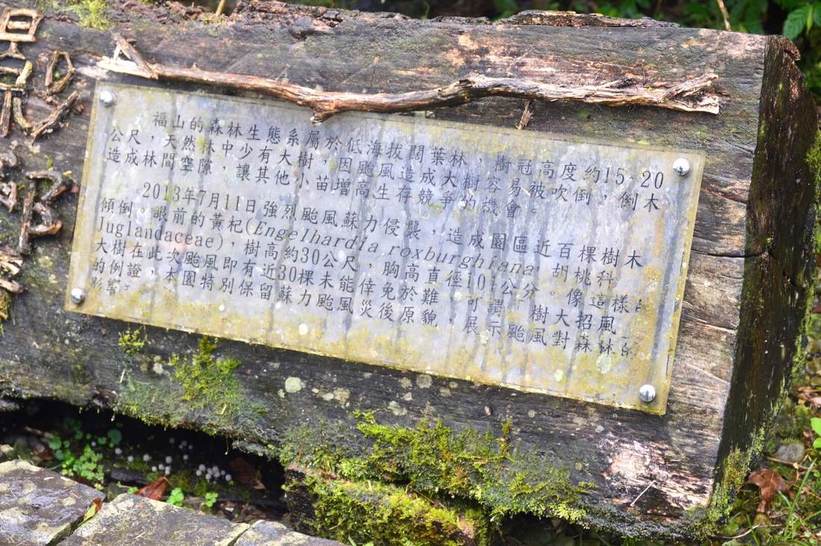 福山的森林生態系屬於低海拔闊葉林，樹冠高度約15-20
公尺，天然林中少有大樹，因颱風造成大樹容易被吹倒，倒木
造成林間空隙，讓其他小苗增高生存競爭的機會。
2013年7月11日強烈颱風蘇力侵襲，造成園區近百棵樹木
傾倒。眼前的黃杞(Engelhardia roxburghiana，胡桃科
Juglandaceae)，樹高約30公尺，胸高直徑101公分。像這樣的
大樹在此次颱風即有近30棵未能倖免於難，可謂，樹大招風
的例證，本園特別保留蘇力颱風災後原貌，展示颱風對森林的
影響。